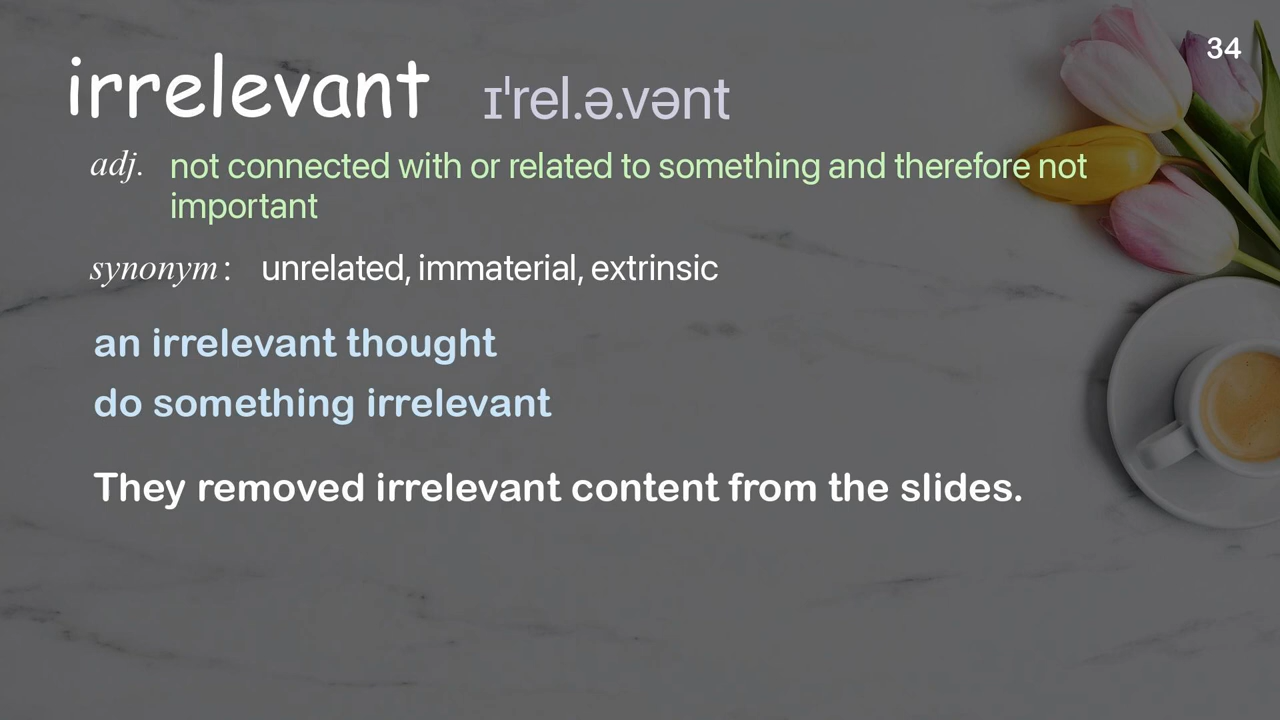 34
irrelevant ɪˈrel.ə.vənt
adj. not connected with or related to something and therefore not
important
synonym: unrelated, immaterial, extrinsic
an irrelevant thought
do something irrelevant
They removed irrelevant content from the slides.